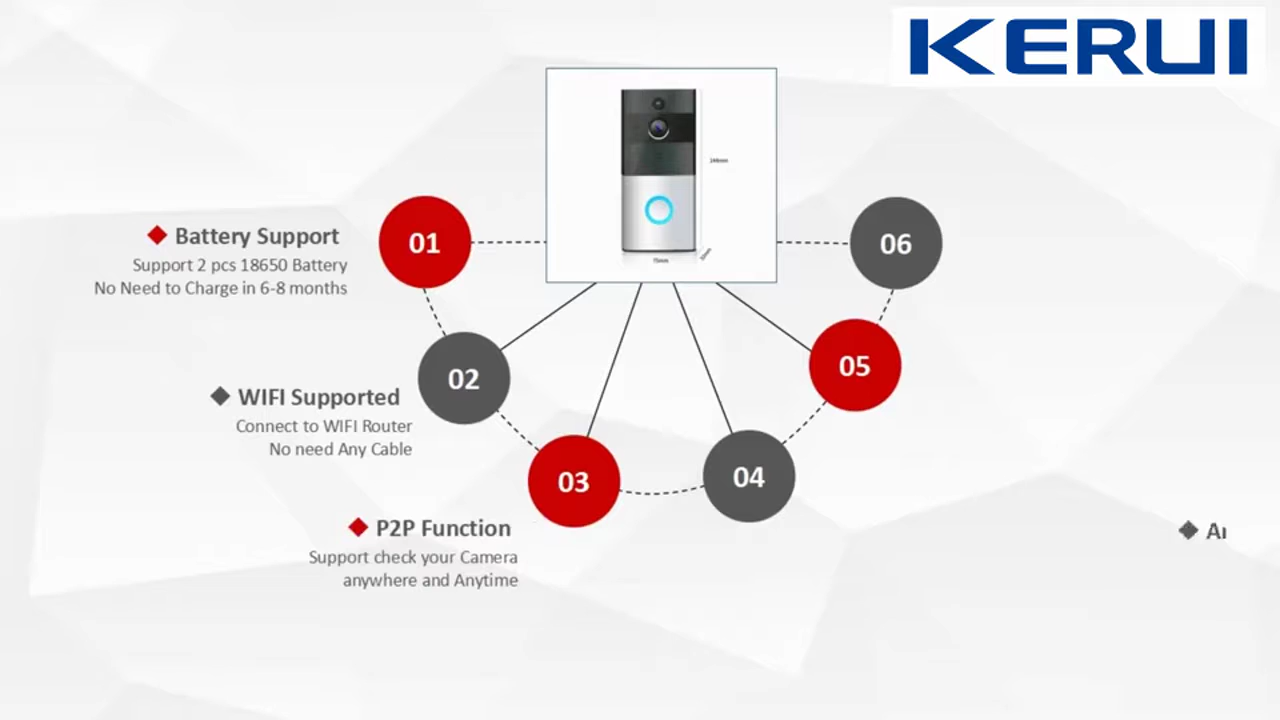 KERUI
146mm
75mm
01
Battery Support
Support 2 pcs 18650 Battery
No Need to Charge in 6-8 months
06
02
WIFI Supported
Connect to WIFI Router
No need Any Cable
05
03
04
P2P Function
Support check your Camera
anywhere and Anytime